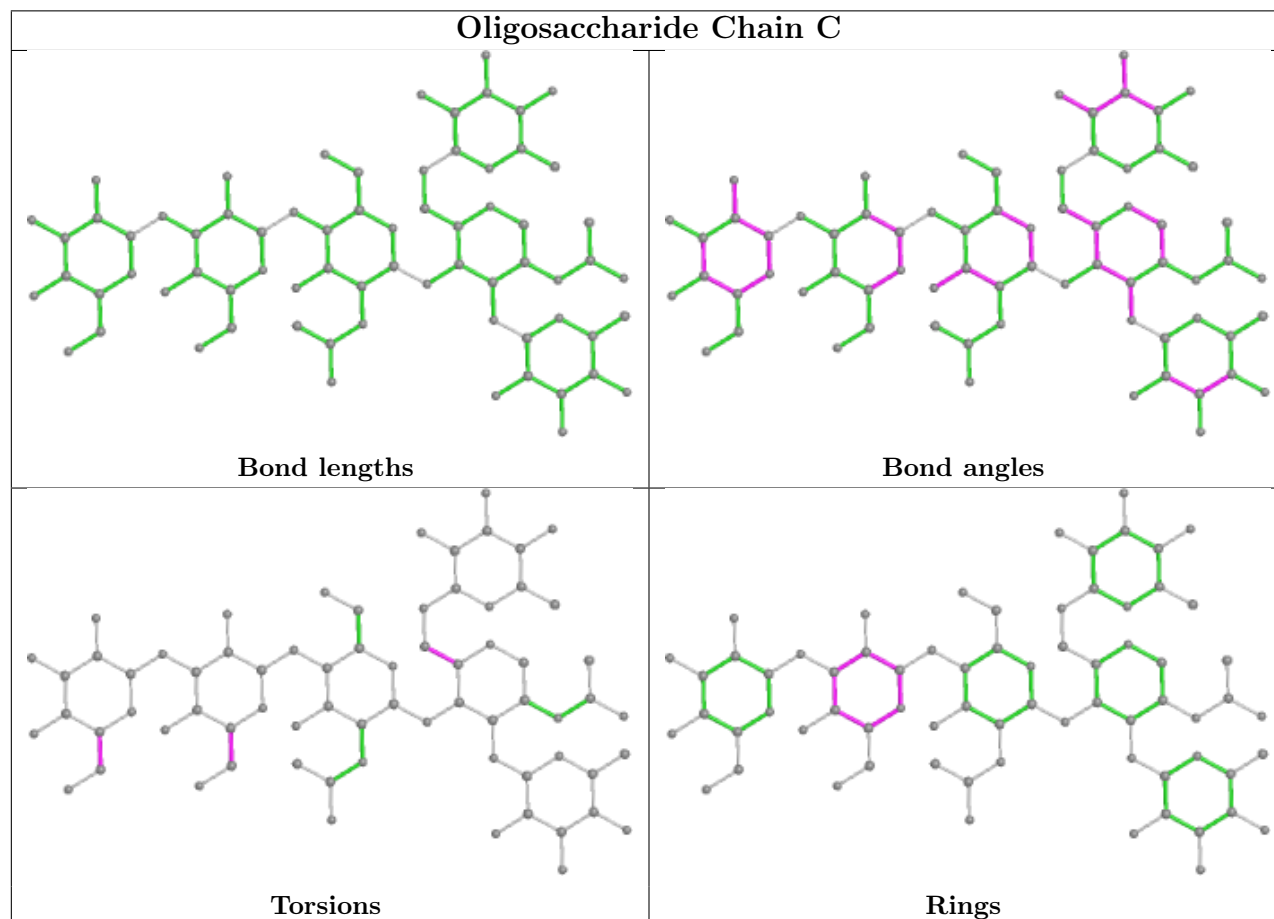 Oligosaccharide Chain C
Bond lengths
Bond angles
Torsions
Rings